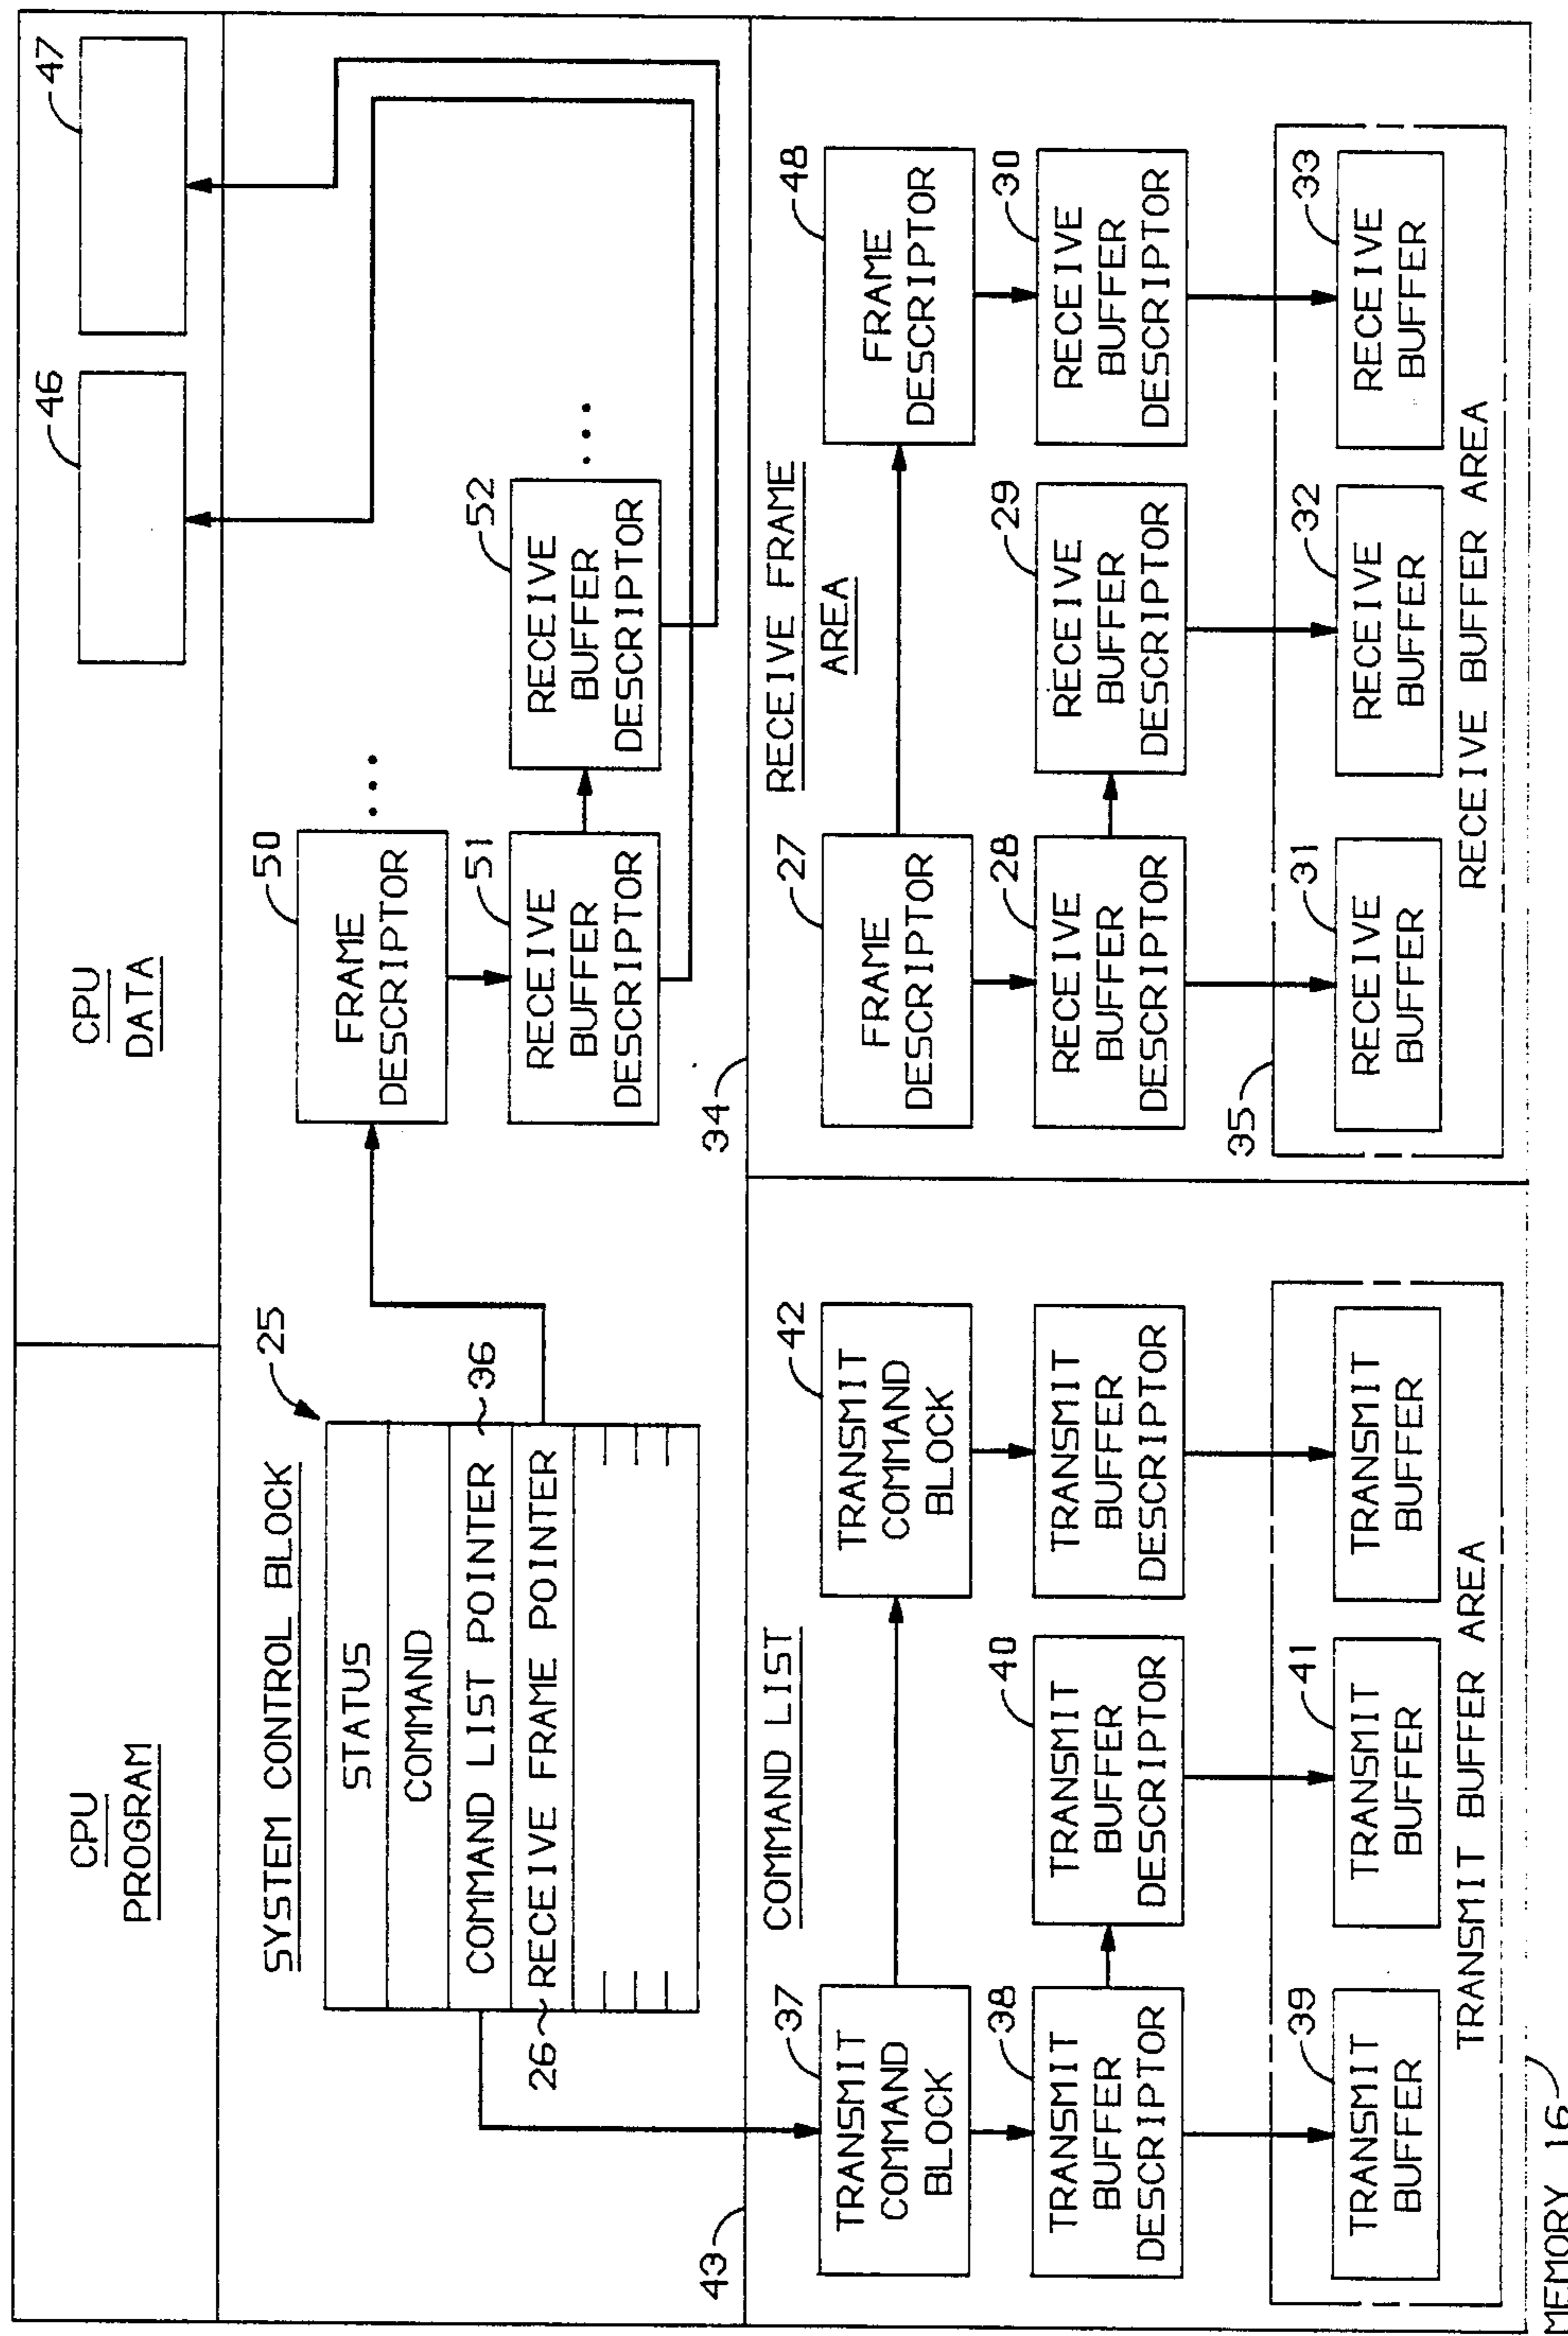 CPU
PROGRAM
CPU
DATA
46
47
SYSTEM CONTROL BLOCK
25
STATUS
COMMAND
COMMAND LIST POINTER
36
26
RECEIVE FRAME POINTER
50
FRAME
DESCRIPTOR
...
51
RECEIVE
BUFFER
DESCRIPTOR
52
RECEIVE
BUFFER
DESCRIPTOR
...
43
COMMAND LIST
37
TRANSMIT
COMMAND
BLOCK
42
TRANSMIT
COMMAND
BLOCK
38
TRANSMIT
BUFFER
DESCRIPTOR
40
TRANSMIT
BUFFER
DESCRIPTOR
TRANSMIT
BUFFER
DESCRIPTOR
39
TRANSMIT
BUFFER
41
TRANSMIT
BUFFER
TRANSMIT
BUFFER
TRANSMIT BUFFER AREA
34
RECEIVE FRAME
AREA
27
FRAME
DESCRIPTOR
48
FRAME
DESCRIPTOR
28
RECEIVE
BUFFER
DESCRIPTOR
29
RECEIVE
BUFFER
DESCRIPTOR
30
RECEIVE
BUFFER
DESCRIPTOR
35
31
RECEIVE
BUFFER
32
RECEIVE
BUFFER
33
RECEIVE
BUFFER
RECEIVE BUFFER AREA
MEMORY 16